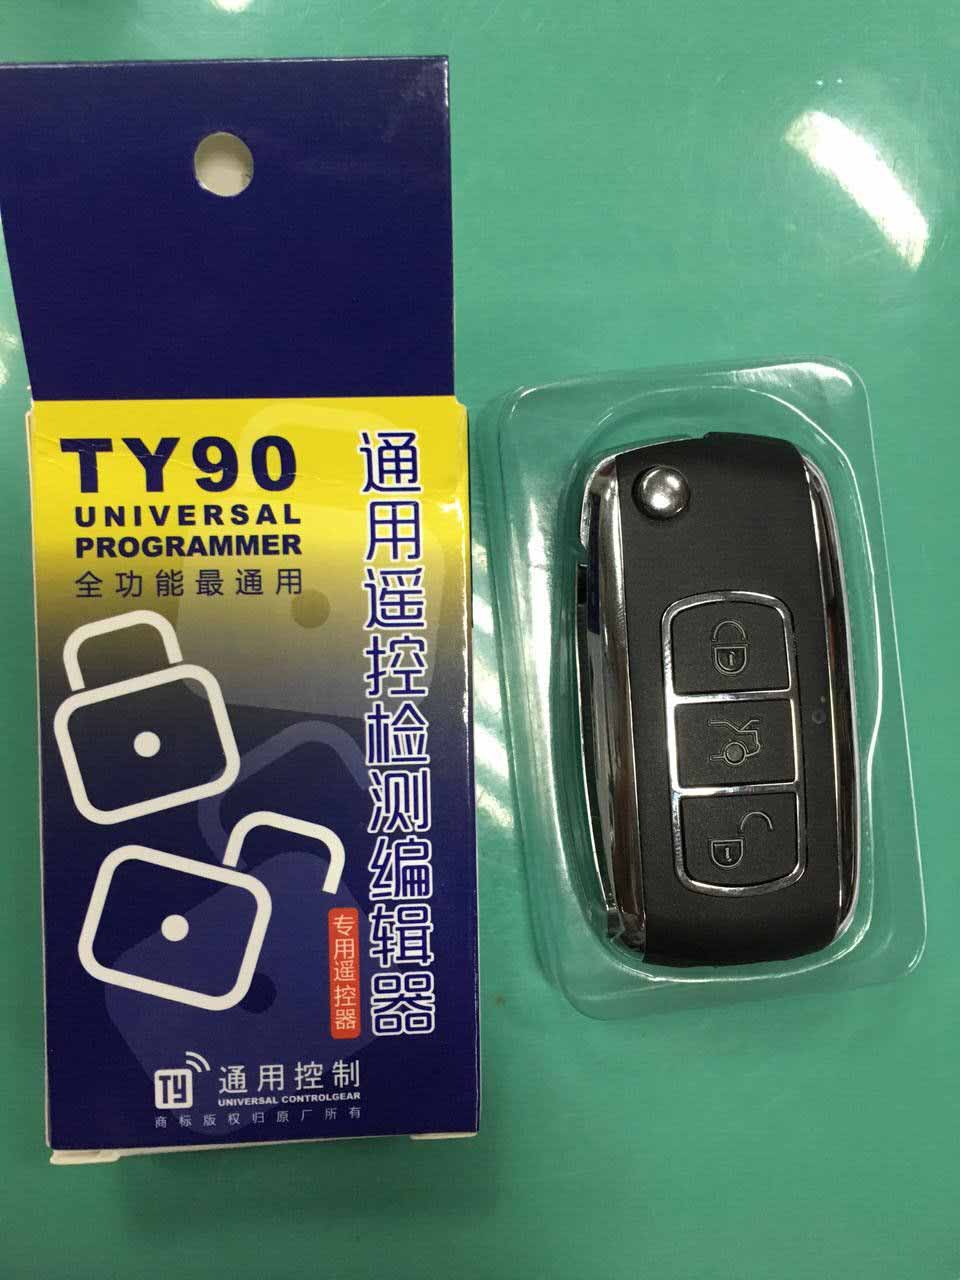 TY90
UNIVERSAL
PROGRAMMER
全功能最通用
通用遥控检测编辑器
专用遥控器
TY
通用控制
UNIVERSAL CONTROLGEAR
商标版权归原厂所有